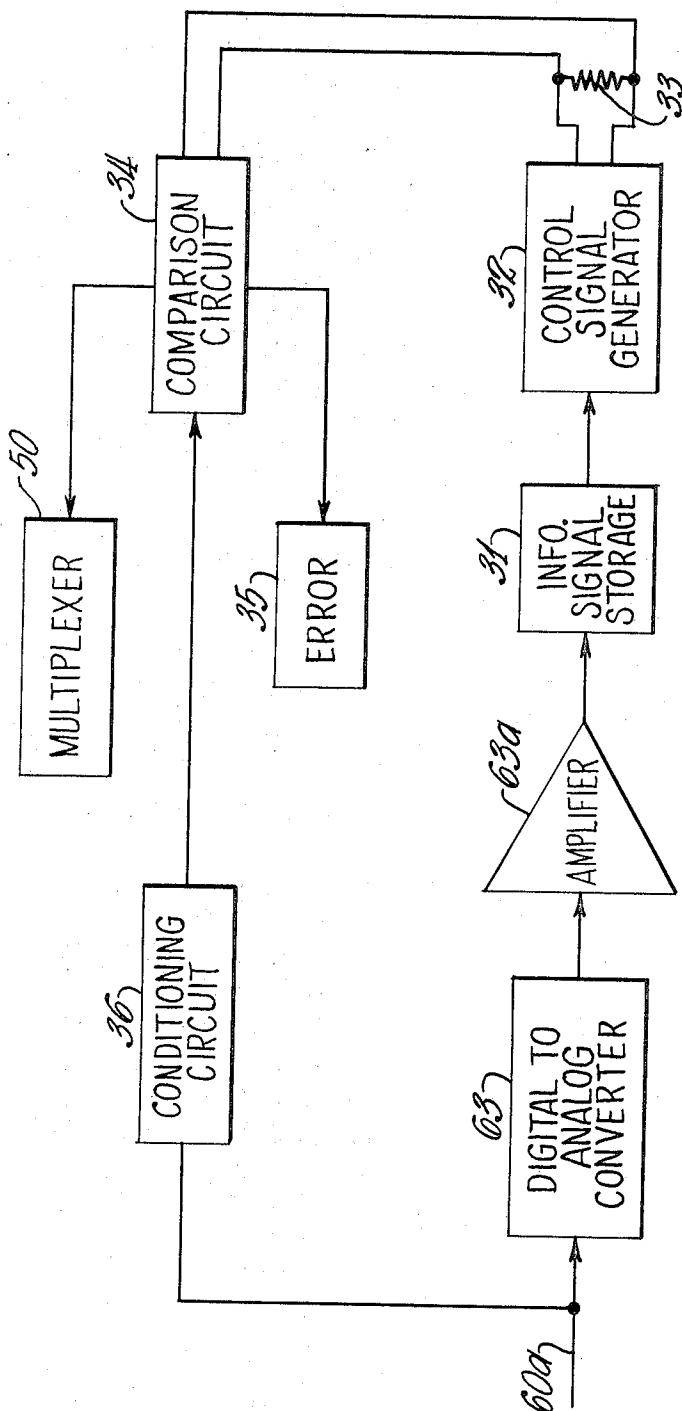 50
MULTIPLEXER
34
COMPARISON
CIRCUIT
36
CONDITIONING
CIRCUIT
35
ERROR
33
32
CONTROL
SIGNAL
GENERATOR
31
INFO.
SIGNAL
STORAGE
63a
AMPLIFIER
63
DIGITAL TO
ANALOG
CONVERTER
60a